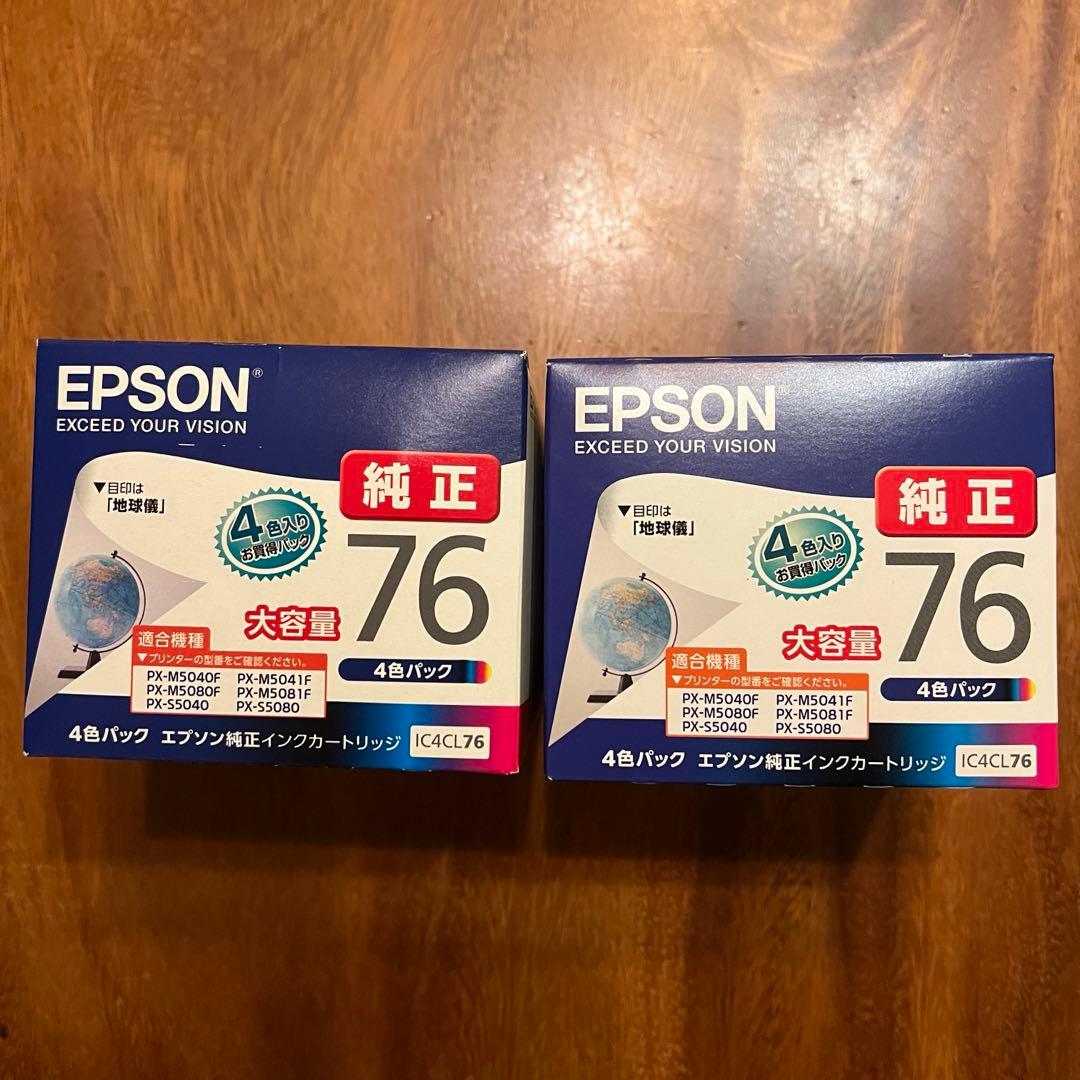 EPSON®
EXCEED YOUR VISION
純正
▼目印は
「地球儀」
4色入り
お買得パック
76
大容量
適合機種
▼プリンターの型番をご確認ください。
PX-M5040F PX-M5041F
PX-M5080F PX-M5081F
PX-S5040 PX-S5080
4色パック
4色パック エプソン純正インクカートリッジ IC4CL76
EPSON
EXCEED YOUR VISION
純正
▼目印は
「地球儀」
4色入り
お買得パック
76
大容量
適合機種
▼プリンターの型番をご確認ください。
PX-M5040F PX-M5041F
PX-M5080F PX-M5081F
PX-S5040 PX-S5080
4色パック
4色パック エプソン純正インクカートリッジ IC4CL76